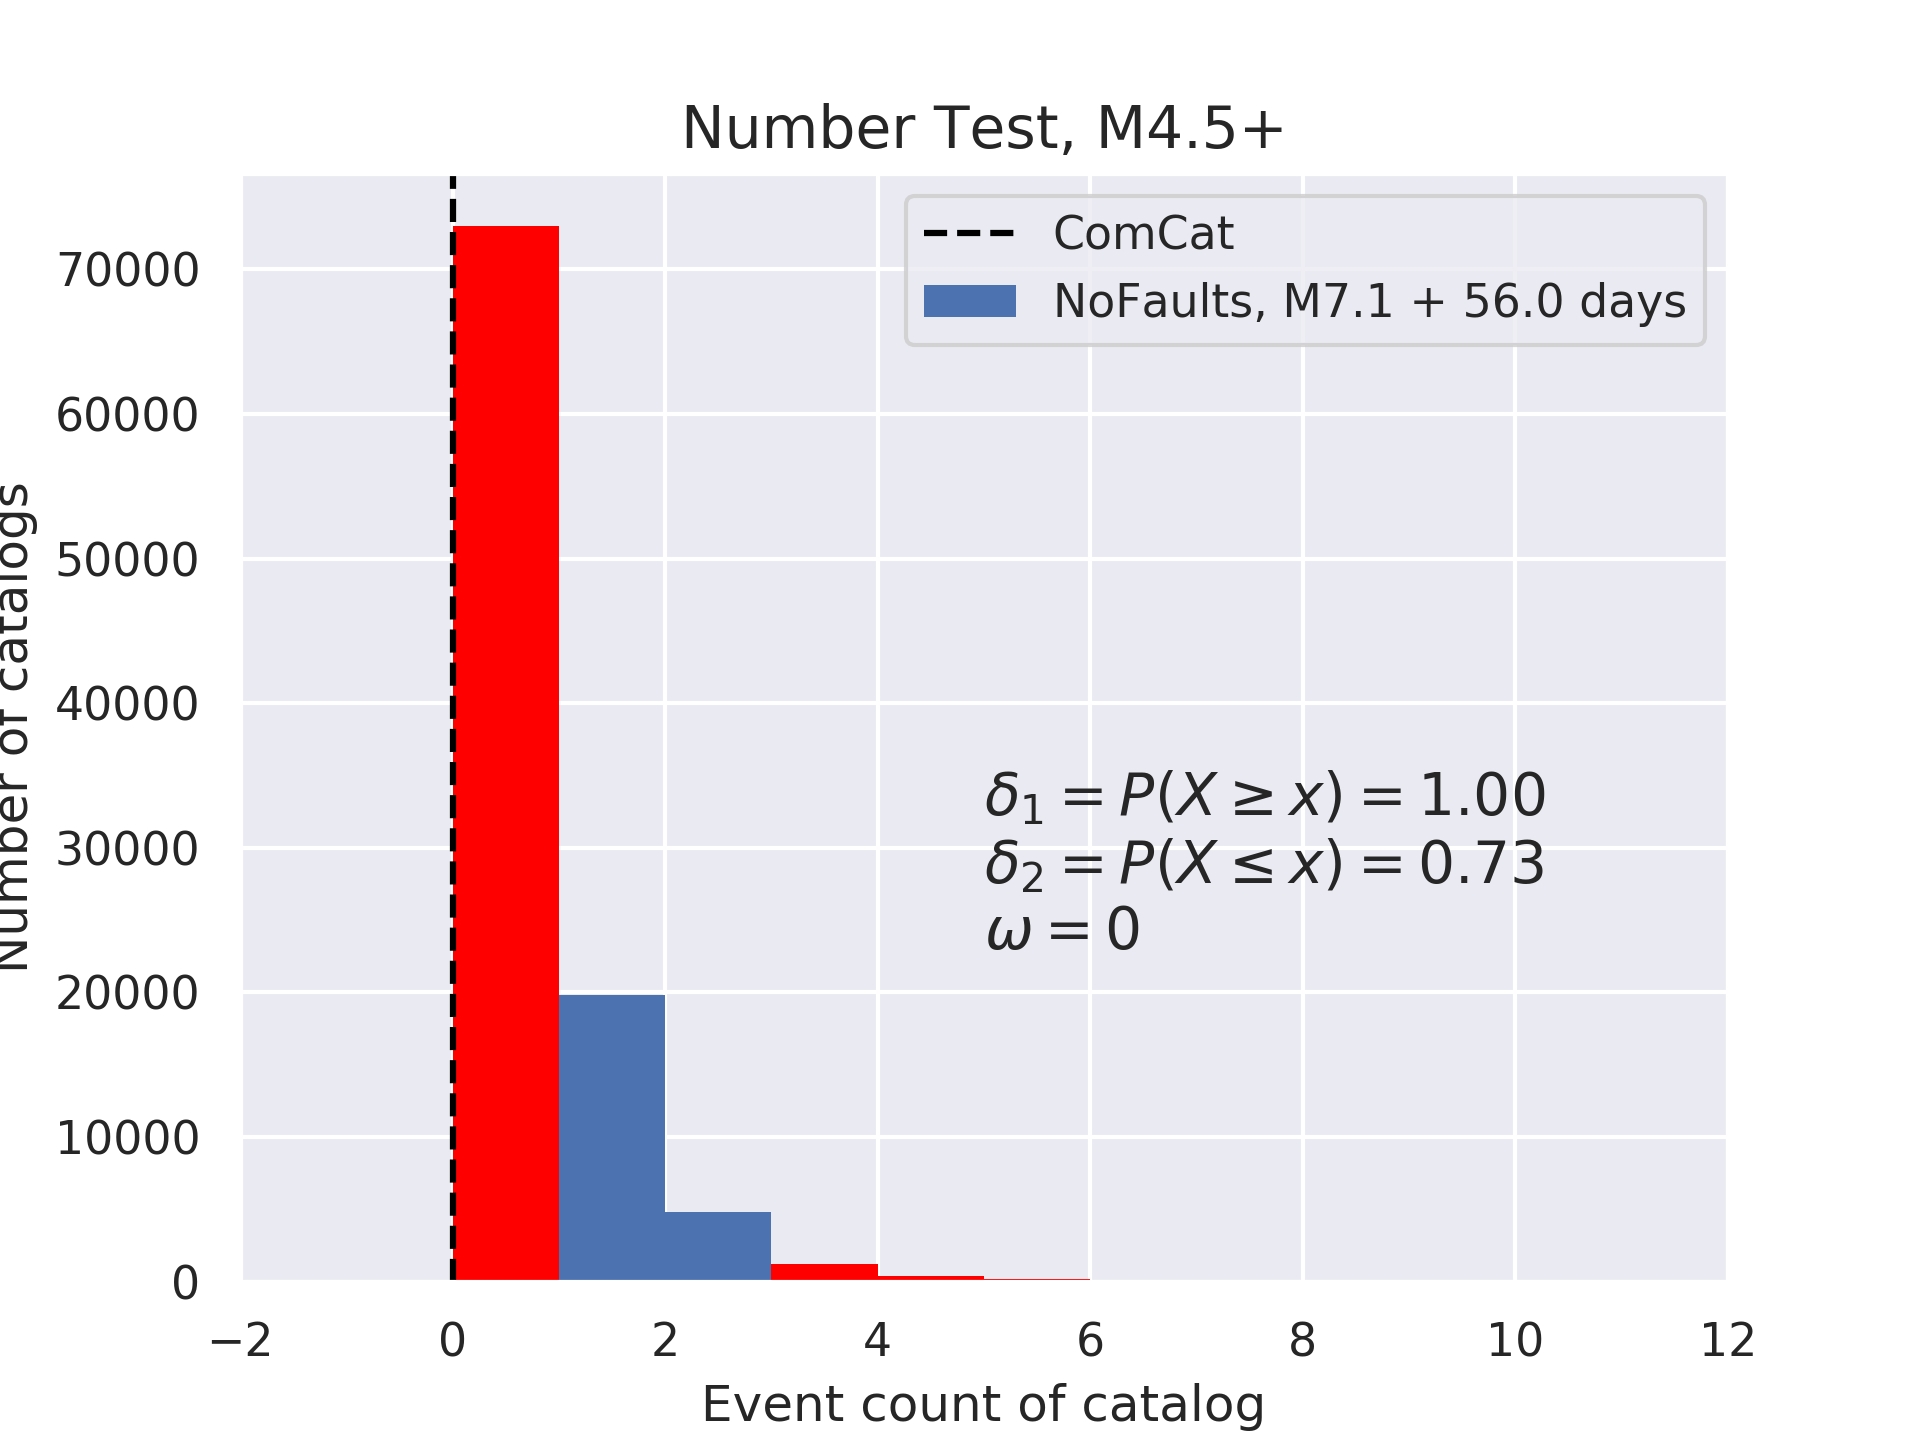 Number Test, M4.5+
ComCat
NoFaults, M7.1 + 56.0 days
Number of catalogs
70000
60000
50000
40000
30000
20000
10000
0
δ₁ = P(X ≥ x) = 1.00
δ₂ = P(X ≤ x) = 0.73
ω = 0
−2 0 2 4 6 8 10 12
Event count of catalog